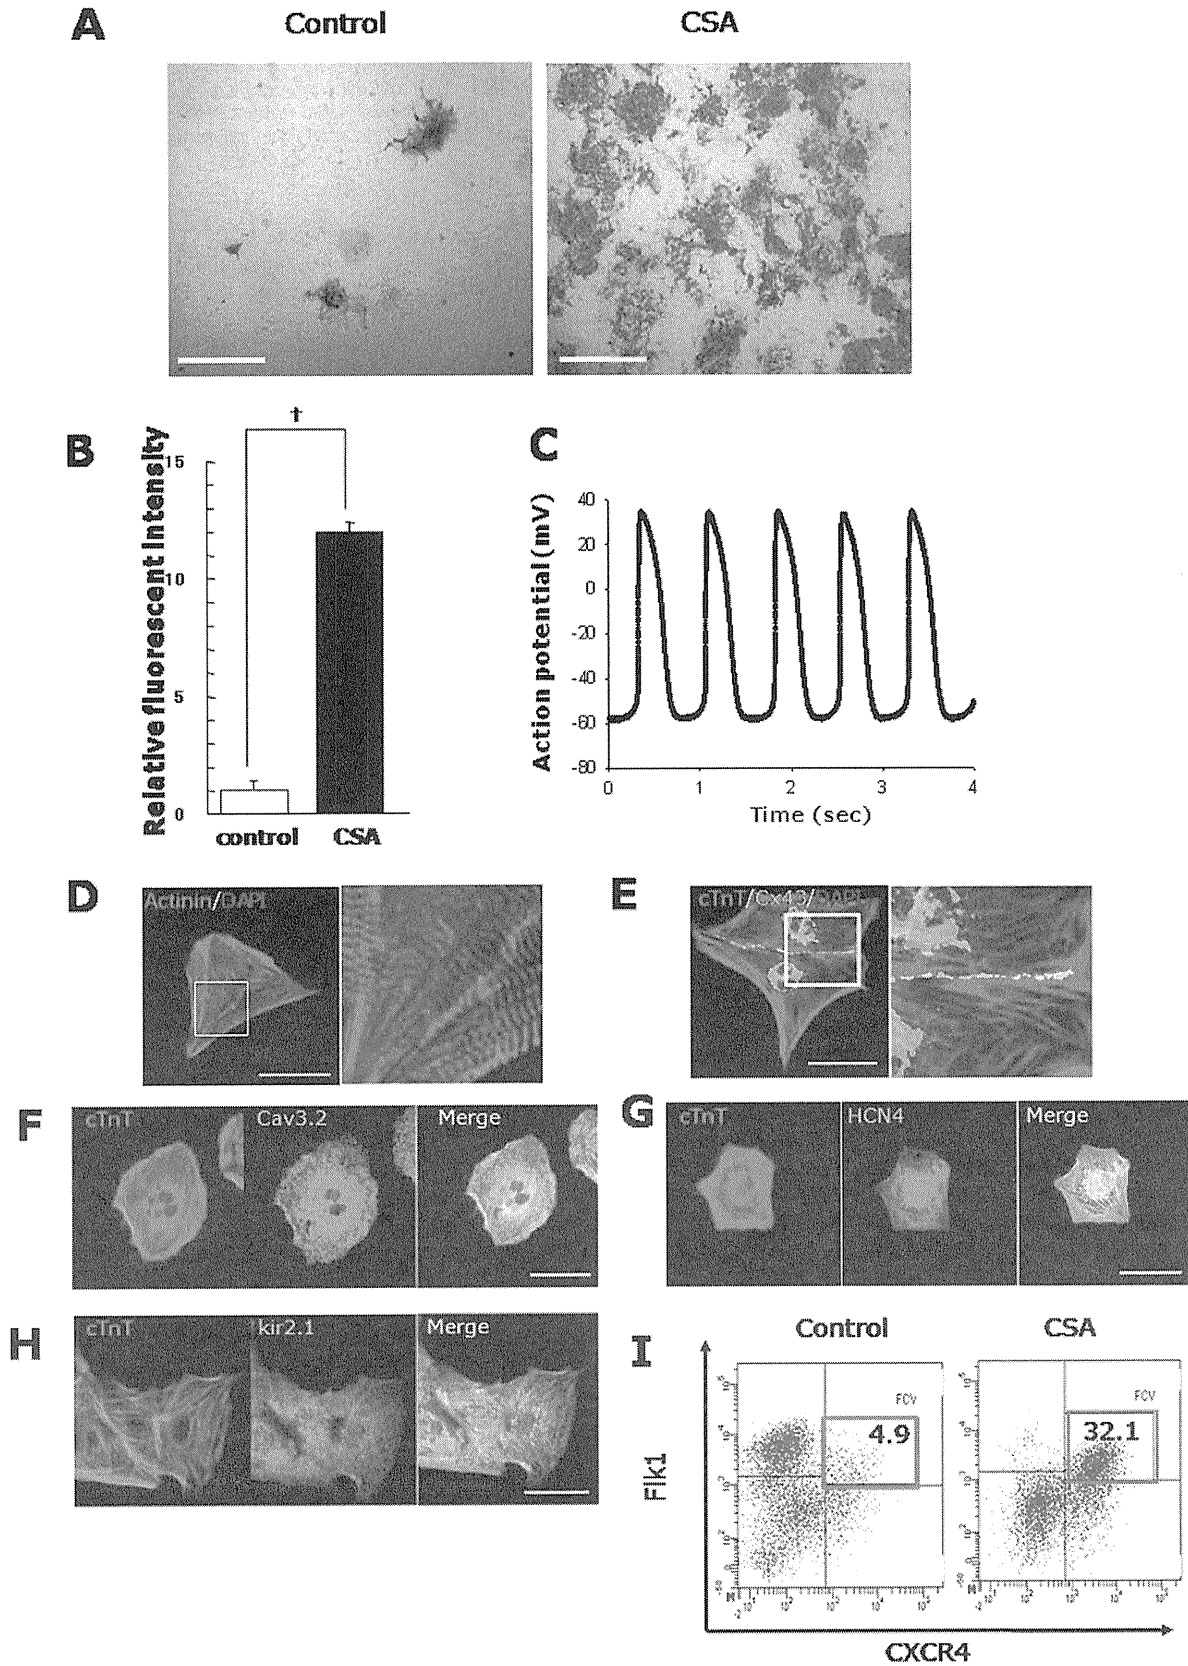 A
Control
CSA
B
†
Relative fluorescent Intensity
15
10
5
0
control
CSA
C
Action potential (mV)
40
20
0
-20
-40
-60
-80
0
1
2
3
4
Time (sec)
D
Actinin/DAPI
E
cTnT/Cx43/DAPI
F
cTnT
Cav3.2
Merge
G
cTnT
HCN4
Merge
H
cTnT
kir2.1
Merge
I
Control
CSA
FCV
4.9
FCV
32.1
Flk1
CXCR4